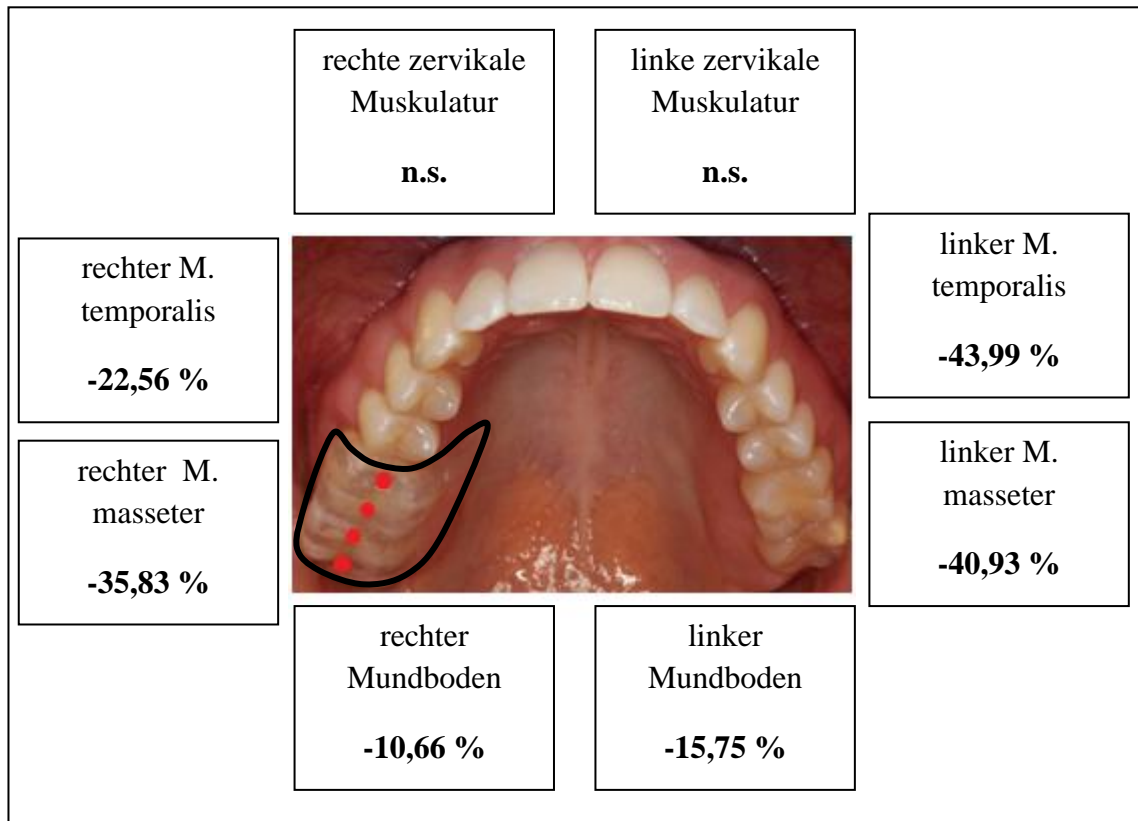 rechte zervikale
Muskulatur
n.s.
linke zervikale
Muskulatur
n.s.
rechter M.
temporalis
-22,56 %
linker M.
temporalis
-43,99 %
rechter M.
masseter
-35,83 %
linker M.
masseter
-40,93 %
rechter
Mundboden
-10,66 %
linker
Mundboden
-15,75 %